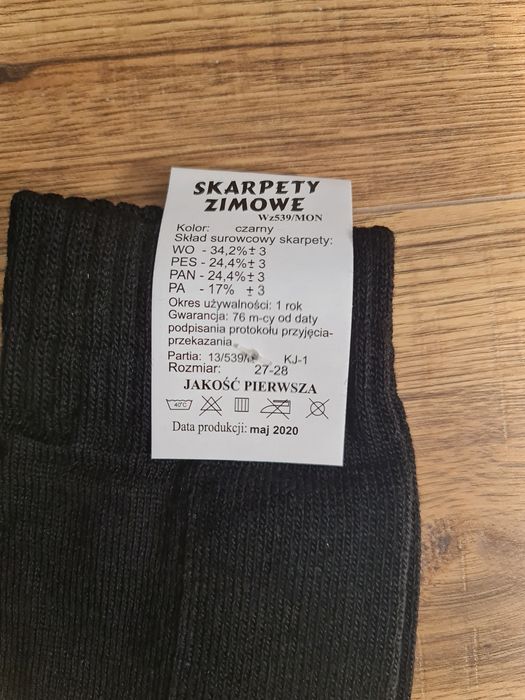 SKARPETY
ZIMOWE
Wz539/MON
Kolor: czarny
Skład surowcowy skarpety:
WO - 34,2%± 3
PES - 24,4%± 3
PAN - 24,4%± 3
PA - 17% ± 3
Okres używalności: 1 rok
Gwarancja: 76 m-cy od daty
podpisania protokołu przyjęcia-
przekazania
Partia: 13/539/ KJ-1
Rozmiar: 27-28
JAKOŚĆ PIERWSZA
40°C
Data produkcji: maj 2020